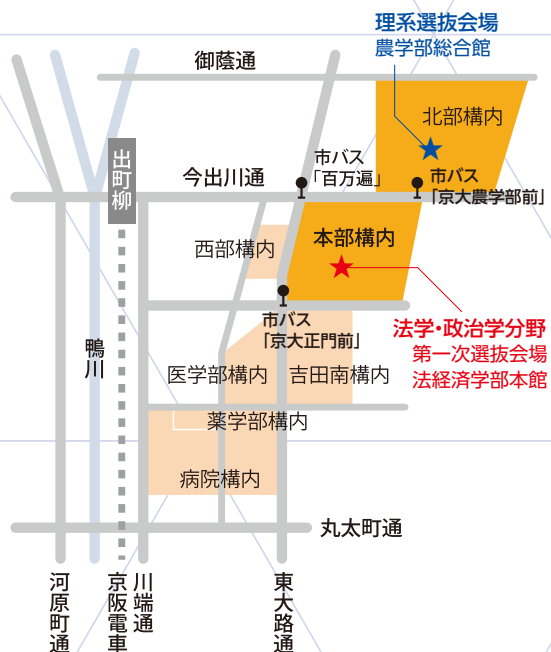 理系選抜会場
農学部総合館
御蔭通
北部構内
出町柳
今出川通
市バス
「百万遍」
市バス
「京大農学部前」
西部構内
本部構内
市バス
「京大正門前」
法学・政治学分野
第一次選抜会場
法経済学部本館
鴨川
医学部構内
吉田南構内
薬学部構内
病院構内
丸太町通
河原町通
京阪電車
川端通
東大路通